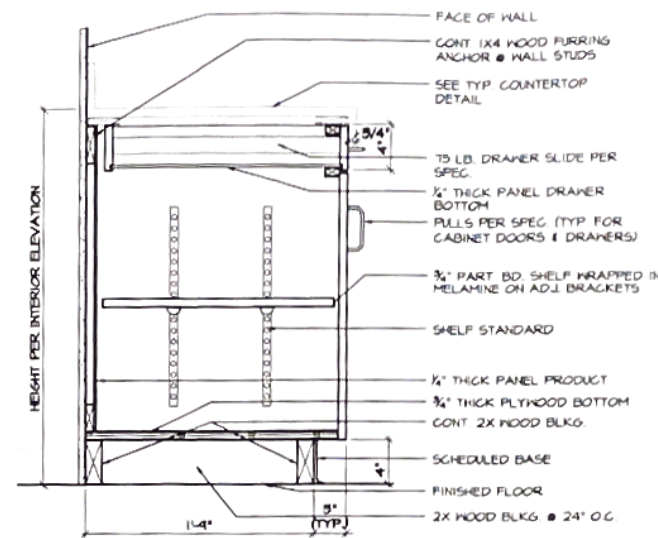 FACE OF WALL
CONT 1X4 WOOD FURRING
ANCHOR @ WALL STUDS
SEE TYP. COUNTERTOP
DETAIL
3/4"
4"
75 LB. DRAWER SLIDE PER
SPEC.
1/4" THICK PANEL DRAWER
BOTTOM
PULLS PER SPEC. (TYP FOR
CABINET DOORS & DRAWERS)
3/4" PART BD. SHELF WRAPPED IN
MELAMINE ON ADJ. BRACKETS
SHELF STANDARD
HEIGHT PER INTERIOR ELEVATION
1/4" THICK PANEL PRODUCT
3/4" THICK PLYWOOD BOTTOM
CONT 2X WOOD BLKG.
4"
SCHEDULED BASE
FINISHED FLOOR
2X WOOD BLKG. @ 24" O.C.
3"
(TYP.)